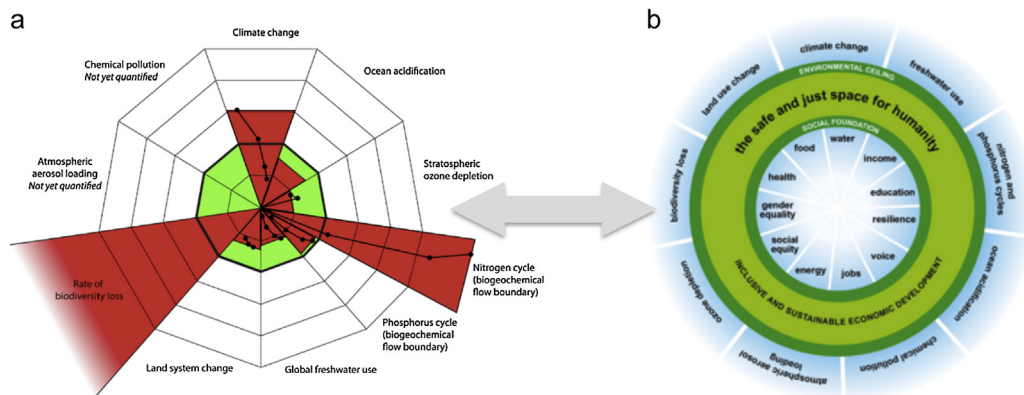 a
Climate change
Chemical pollution
Not yet quantified
Ocean acidification
Atmospheric
aerosol loading
Not yet quantified
Stratospheric
ozone depletion
Rate of
biodiversity loss
Nitrogen cycle
(biogeochemical
flow boundary)
Phosphorus cycle
(biogeochemical
flow boundary)
Land system change
Global freshwater use
b
climate change
freshwater use
nitrogen and
phosphorus cycles
ocean acidification
chemical pollution
atmospheric aerosol
loading
ozone depletion
biodiversity loss
land use change
ENVIRONMENTAL CEILING
the safe and just space for humanity
SOCIAL FOUNDATION
water
income
education
resilience
voice
jobs
energy
social
equity
gender
equality
health
food
INCLUSIVE AND SUSTAINABLE ECONOMIC DEVELOPMENT